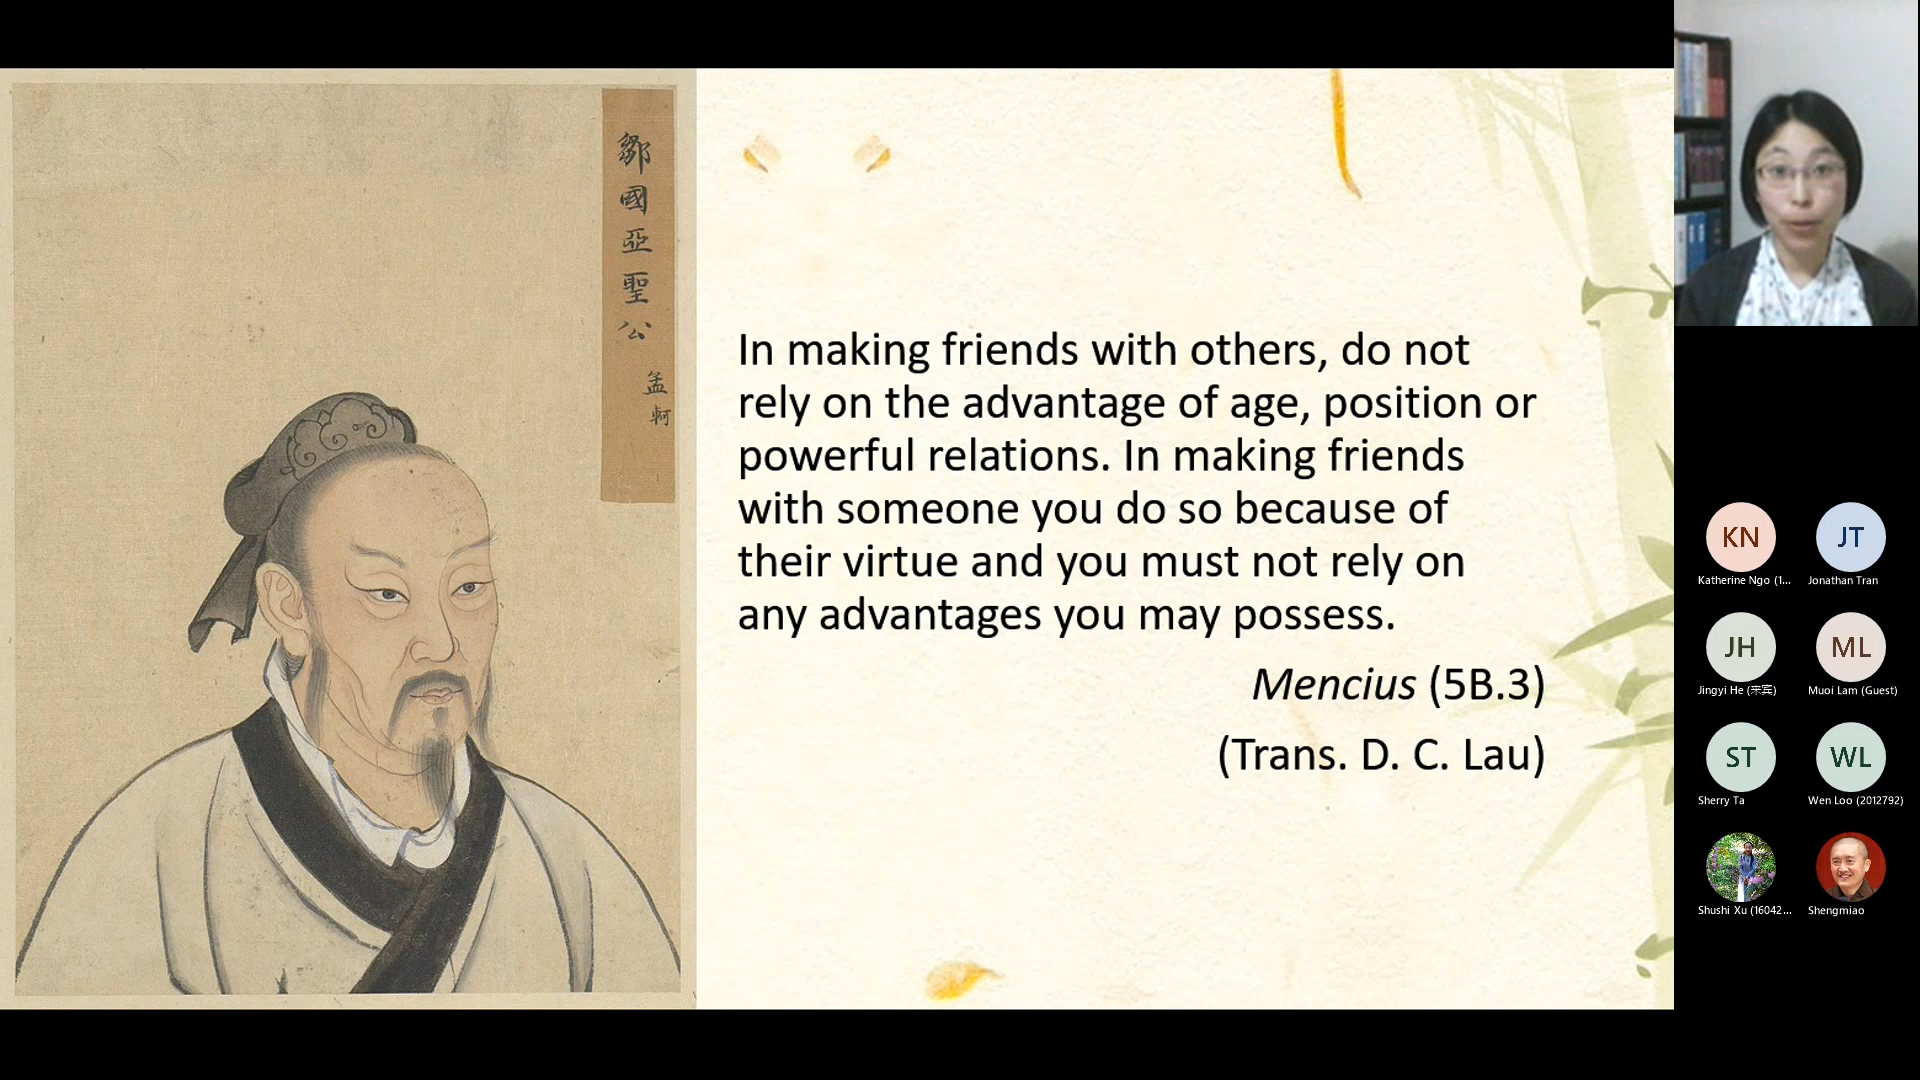 鄒國亞聖公
孟軻
In making friends with others, do not
rely on the advantage of age, position or
powerful relations. In making friends
with someone you do so because of
their virtue and you must not rely on
any advantages you may possess.
Mencius (5B.3)
(Trans. D. C. Lau)
KN
Katherine Ngo (1...
JT
Jonathan Tran
JH
Jingyi He (来宾)
ML
Muoi Lam (Guest)
ST
Sherry Ta
WL
Wen Loo (2012792)
Shushi Xu (16042...
Shengmiao